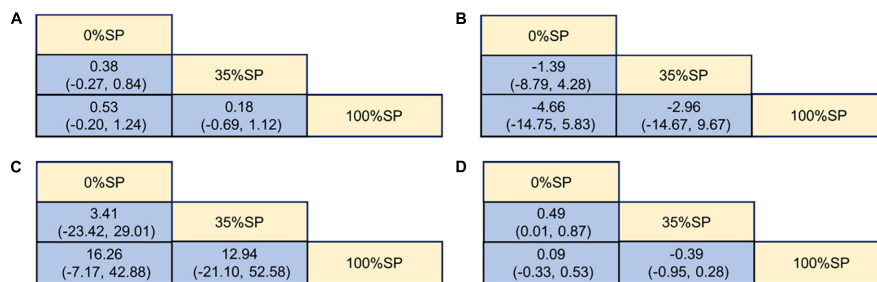 A
0%SP
0.38
(-0.27, 0.84)
35%SP
0.53
(-0.20, 1.24)
0.18
(-0.69, 1.12)
100%SP
B
0%SP
-1.39
(-8.79, 4.28)
35%SP
-4.66
(-14.75, 5.83)
-2.96
(-14.67, 9.67)
100%SP
C
0%SP
3.41
(-23.42, 29.01)
35%SP
16.26
(-7.17, 42.88)
12.94
(-21.10, 52.58)
100%SP
D
0%SP
0.49
(0.01, 0.87)
35%SP
0.09
(-0.33, 0.53)
-0.39
(-0.95, 0.28)
100%SP